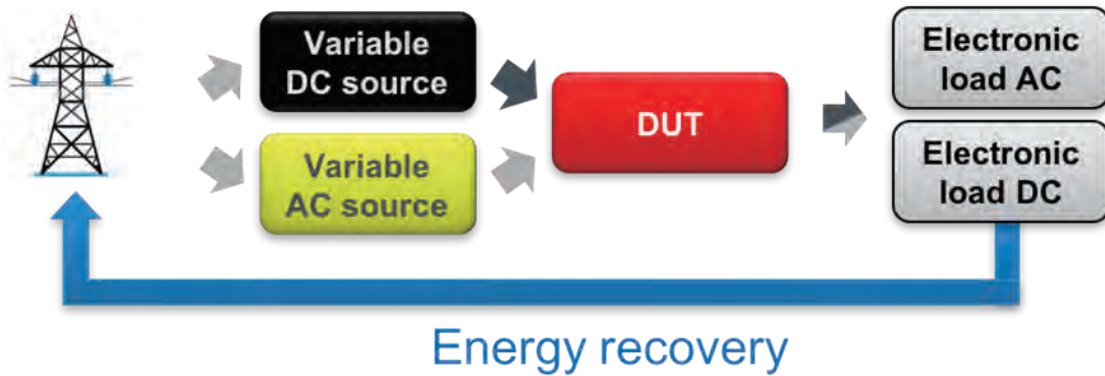 Variable
DC source
Variable
AC source
DUT
Electronic
load AC
Electronic
load DC
Energy recovery